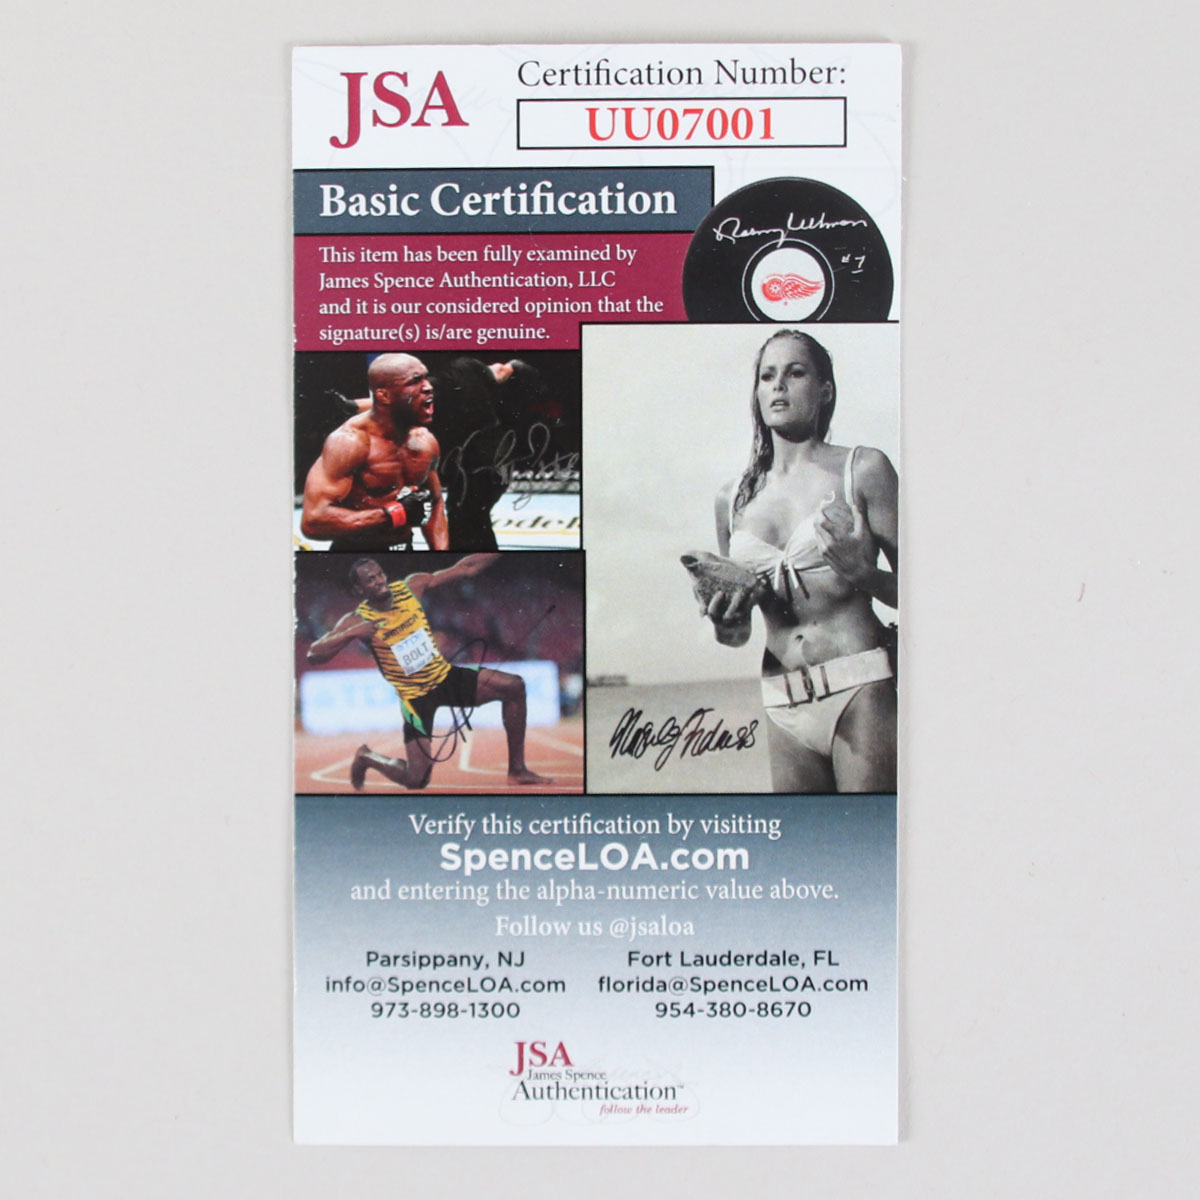 JSA
Certification Number:
UU07001
Basic Certification
This item has been fully examined by
James Spence Authentication, LLC
and it is our considered opinion that the
signature(s) is/are genuine.
#7
BOLT
Verify this certification by visiting
SpenceLOA.com
and entering the alpha-numeric value above.
Follow us @jsaloa
Parsippany, NJ
info@SpenceLOA.com
973-898-1300
Fort Lauderdale, FL
florida@SpenceLOA.com
954-380-8670
JSA
James Spence
Authentication™
follow the leader